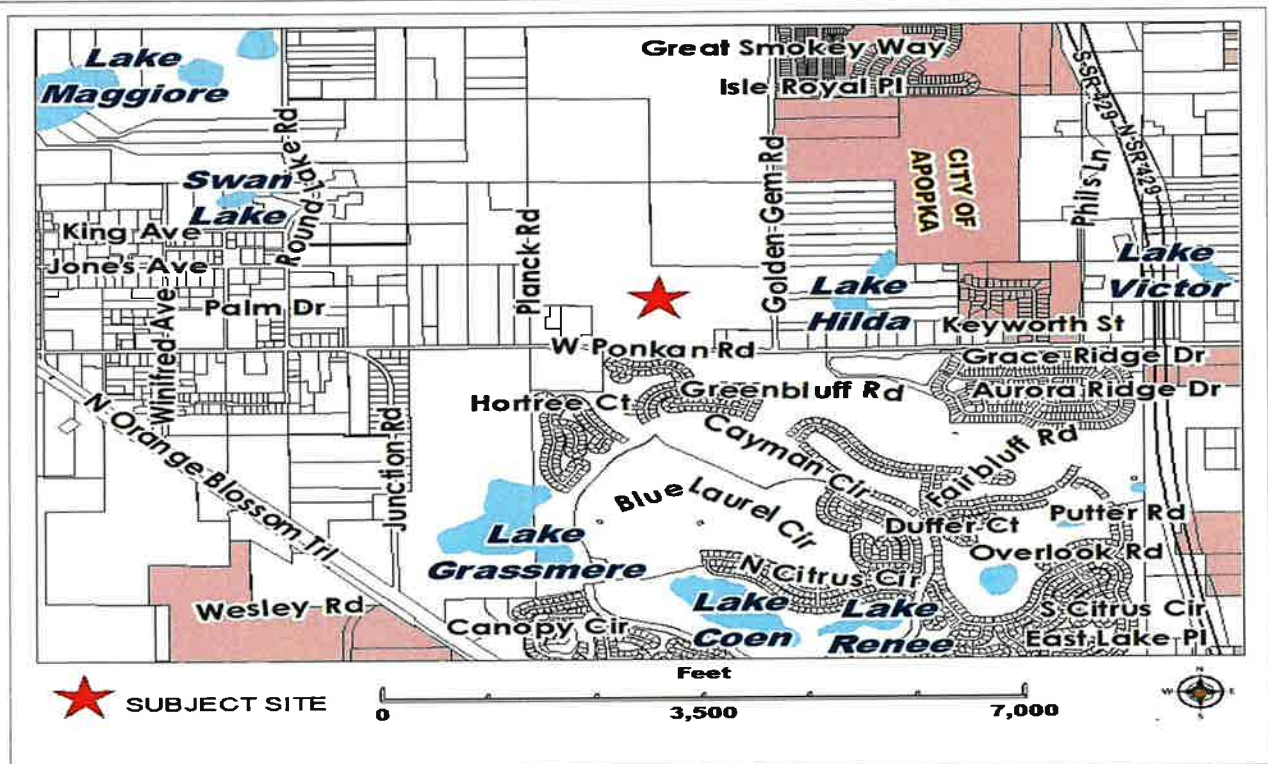 Great Smokey Way
Lake
Maggiore
Isle Royal Pl
S-SR-429
N-SR-429
Round-Lake-Rd
Golden-Gem-Rd
CITY OF
APOPKA
Phils Ln
Swan
Lake
Planck-Rd
King Ave
Jones-Ave
Lake
Victor
Lake
Hilda
Palm Dr
Winifred-Ave
Keyworth St
W Ponkan Rd
Grace Ridge Dr
Greenbluff Rd
Aurora Ridge Dr
Hortree Ct
N Orange-Blossom Trl
Junction-Rd
Cayman Cir
Fairbluff Rd
Blue Laurel Cir
Duffer Ct
Putter Rd
Lake
Grassmere
Overlook Rd
N Citrus Cir
Wesley Rd
Lake
Coen
Lake
Renee
S Citrus Cir
Canopy Cir
East Lake Pl
Feet
SUBJECT SITE
0
3,500
7,000
N
W
E
S